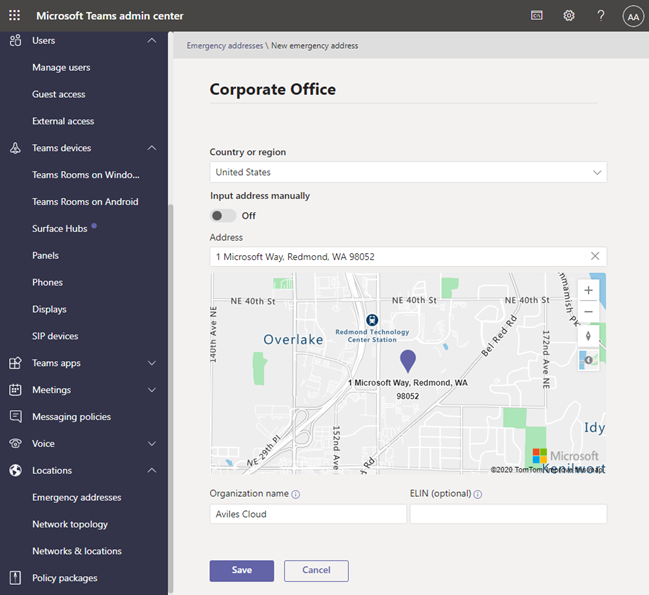 Microsoft Teams admin center
AA
Users
Manage users
Guest access
External access
Teams devices
Teams Rooms on Windo...
Teams Rooms on Android
Surface Hubs
Panels
Phones
Displays
SIP devices
Teams apps
Meetings
Messaging policies
Voice
Locations
Emergency addresses
Network topology
Networks & locations
Policy packages
Emergency addresses \ New emergency address
Corporate Office
Country or region
United States
Input address manually
Off
Address
1 Microsoft Way, Redmond, WA 98052
NE 40th St
NE 40th St
NE 40th St
140th Ave NE
Overlake
Redmond Technology
Center Station
Bel Red Rd
172nd Ave NE
1 Microsoft Way, Redmond, WA
98052
152nd Ave
NE 29th Pl
Rd.
Idy
Microsoft
©2020 TomTom
Organization name
ELIN (optional)
Aviles Cloud
Save
Cancel